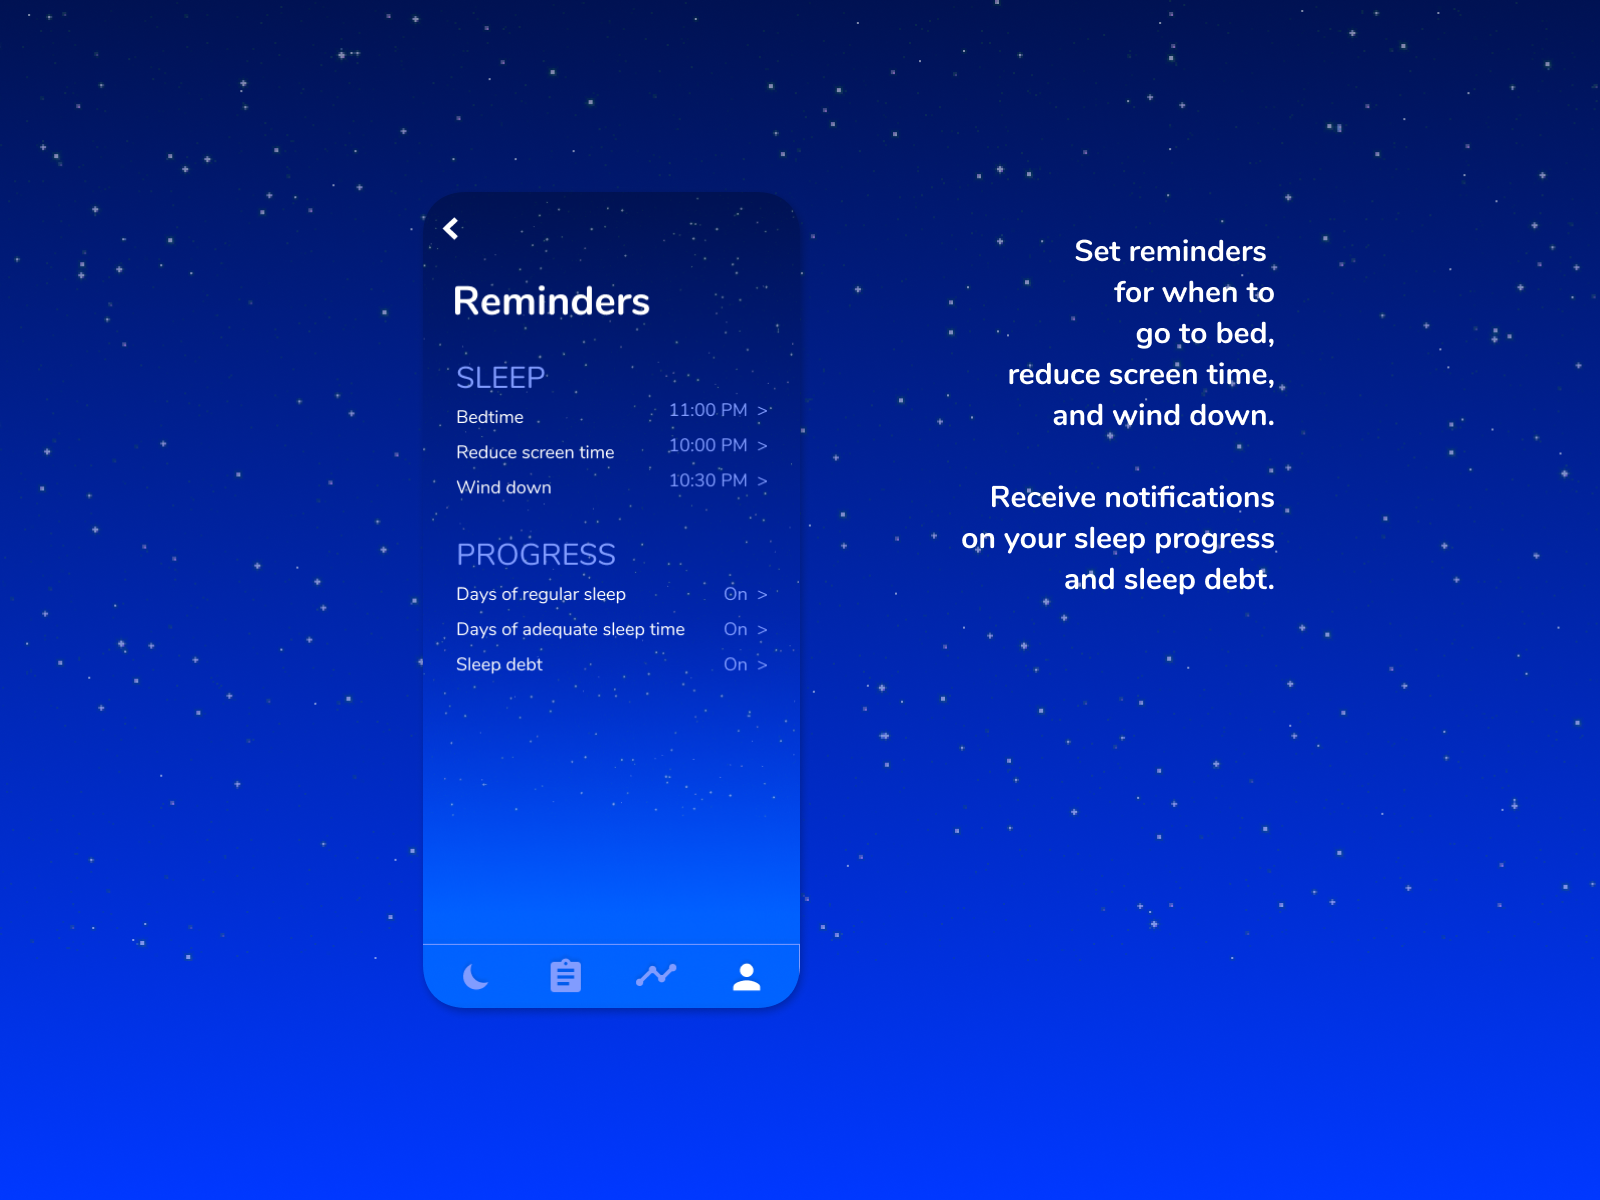 Reminders
SLEEP
Bedtime 11:00 PM >
Reduce screen time 10:00 PM >
Wind down 10:30 PM >
PROGRESS
Days of regular sleep On >
Days of adequate sleep time On >
Sleep debt On >
Set reminders
for when to
go to bed,
reduce screen time,
and wind down.
Receive notifications
on your sleep progress
and sleep debt.